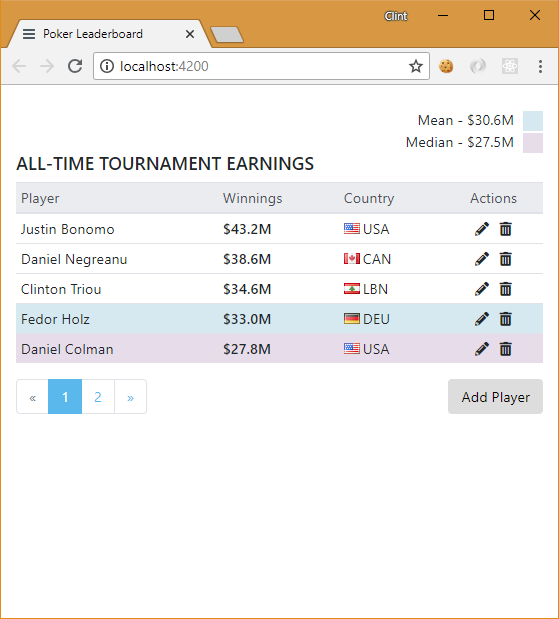 Clint
Poker Leaderboard
localhost:4200
Mean - $30.6M
Median - $27.5M
ALL-TIME TOURNAMENT EARNINGS
Player Winnings Country Actions
Justin Bonomo $43.2M USA
Daniel Negreanu $38.6M CAN
Clinton Triou $34.6M LBN
Fedor Holz $33.0M DEU
Daniel Colman $27.8M USA
« 1 2 » Add Player